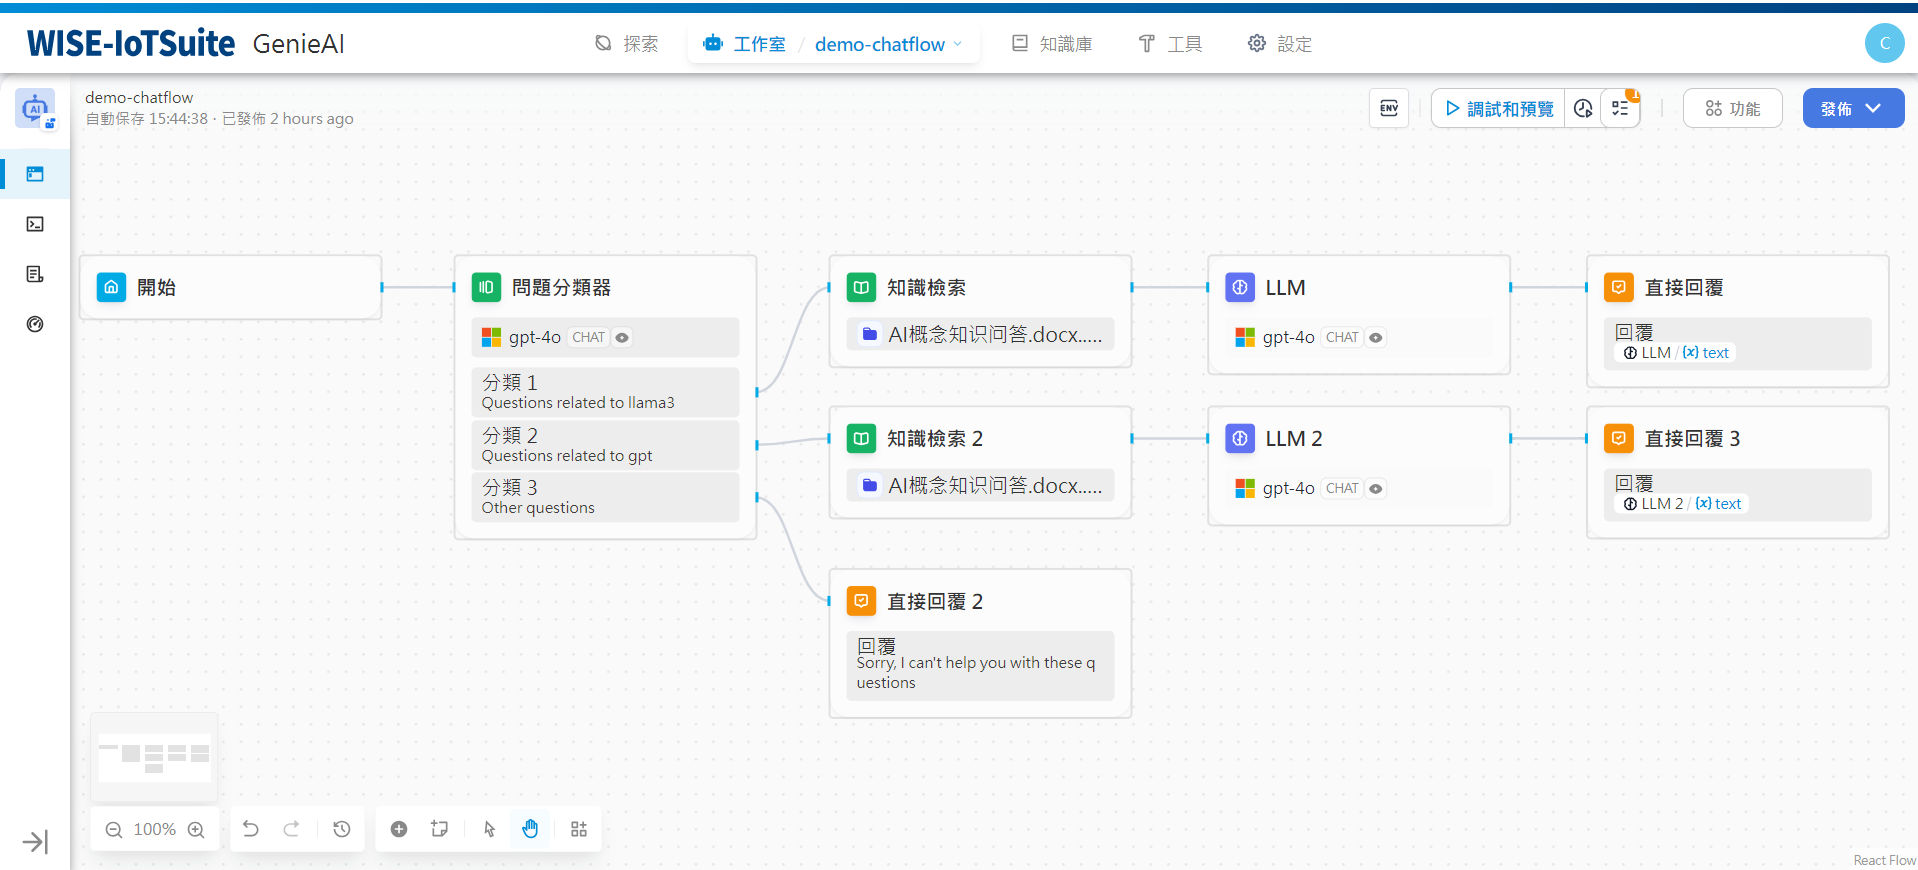 WISE-IoTSuite GenieAI
探索
工作室 / demo-chatflow
知識庫
工具
設定
C
demo-chatflow
自動保存 15:44:38 · 已發佈 2 hours ago
ENV
調試和預覽
1
功能
發佈
AI
開始
問題分類器
gpt-4o CHAT
分類 1
Questions related to llama3
分類 2
Questions related to gpt
分類 3
Other questions
知識檢索
AI概念知识问答.docx.....
LLM
gpt-4o CHAT
直接回覆
回覆
LLM / {x} text
知識檢索 2
AI概念知识问答.docx.....
LLM 2
gpt-4o CHAT
直接回覆 3
回覆
LLM 2 / {x} text
直接回覆 2
回覆
Sorry, I can't help you with these q
uestions
100%
React Flow